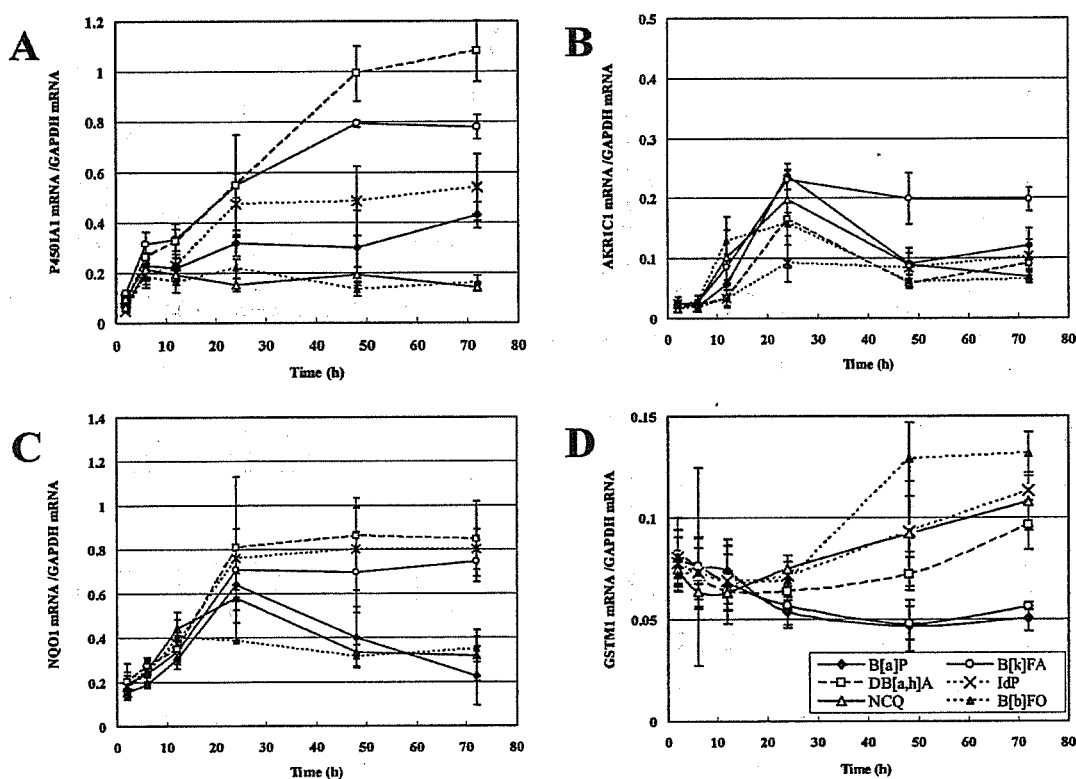 A
P4501A1 mRNA /GAPDH mRNA
1.2
1
0.8
0.6
0.4
0.2
0
0 10 20 30 40 50 60 70 80
Time (h)
B
AKR1C1 mRNA /GAPDH mRNA
0.5
0.4
0.3
0.2
0.1
0
0 10 20 30 40 50 60 70 80
Time (h)
C
NQO1 mRNA /GAPDH mRNA
1.4
1.2
1
0.8
0.6
0.4
0.2
0
0 10 20 30 40 50 60 70 80
Time (h)
D
GSTM1 mRNA/GAPDH mRNA
0.15
0.1
0.05
0
0 10 20 30 40 50 60 70 80
Time (h)
B[a]P B[k]FA
DB[a,h]A IdP
NCQ B[b]FO